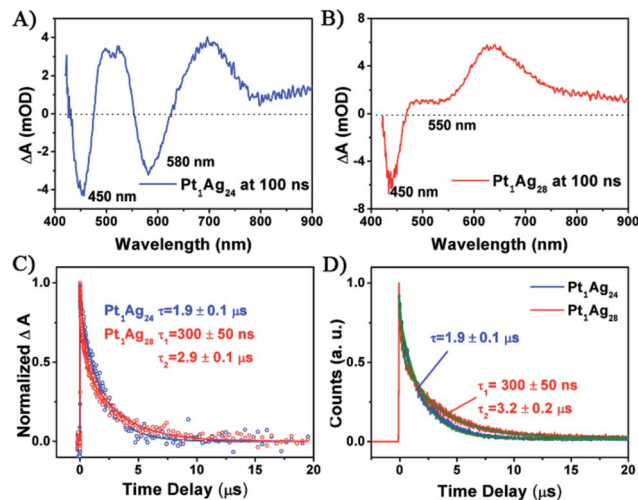 A)
ΔA (mOD)
4
2
0
-2
-4
450 nm
580 nm
Pt₁Ag₂₄ at 100 ns
400 500 600 700 800 900
Wavelength (nm)
B)
ΔA (mOD)
8
4
0
-4
-8
550 nm
450 nm
Pt₁Ag₂₈ at 100 ns
400 500 600 700 800 900
Wavelength (nm)
C)
Normalized Δ A
1.0
0.5
0.0
Pt₁Ag₂₄ τ=1.9 ± 0.1 μs
Pt₁Ag₂₈ τ₁=300 ± 50 ns
τ₂=2.9 ± 0.1 μs
0 5 10 15 20
Time Delay (μs)
D)
Counts (a. u.)
1.0
0.5
0.0
Pt₁Ag₂₄
Pt₁Ag₂₈
τ=1.9 ± 0.1 μs
τ₁= 300 ± 50 ns
τ₂=3.2 ± 0.2 μs
0 5 10 15 20
Time Delay (μs)